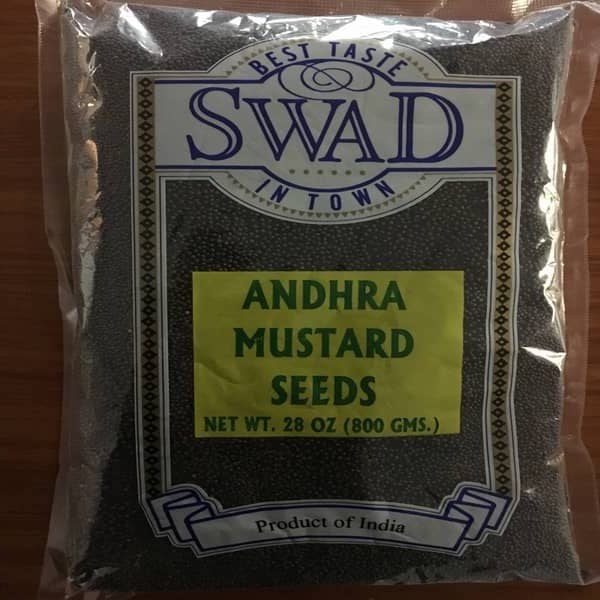 BEST TASTE
SWAD
IN TOWN
ANDHRA
MUSTARD
SEEDS
NET WT. 28 OZ (800 GMS.)
Product of India